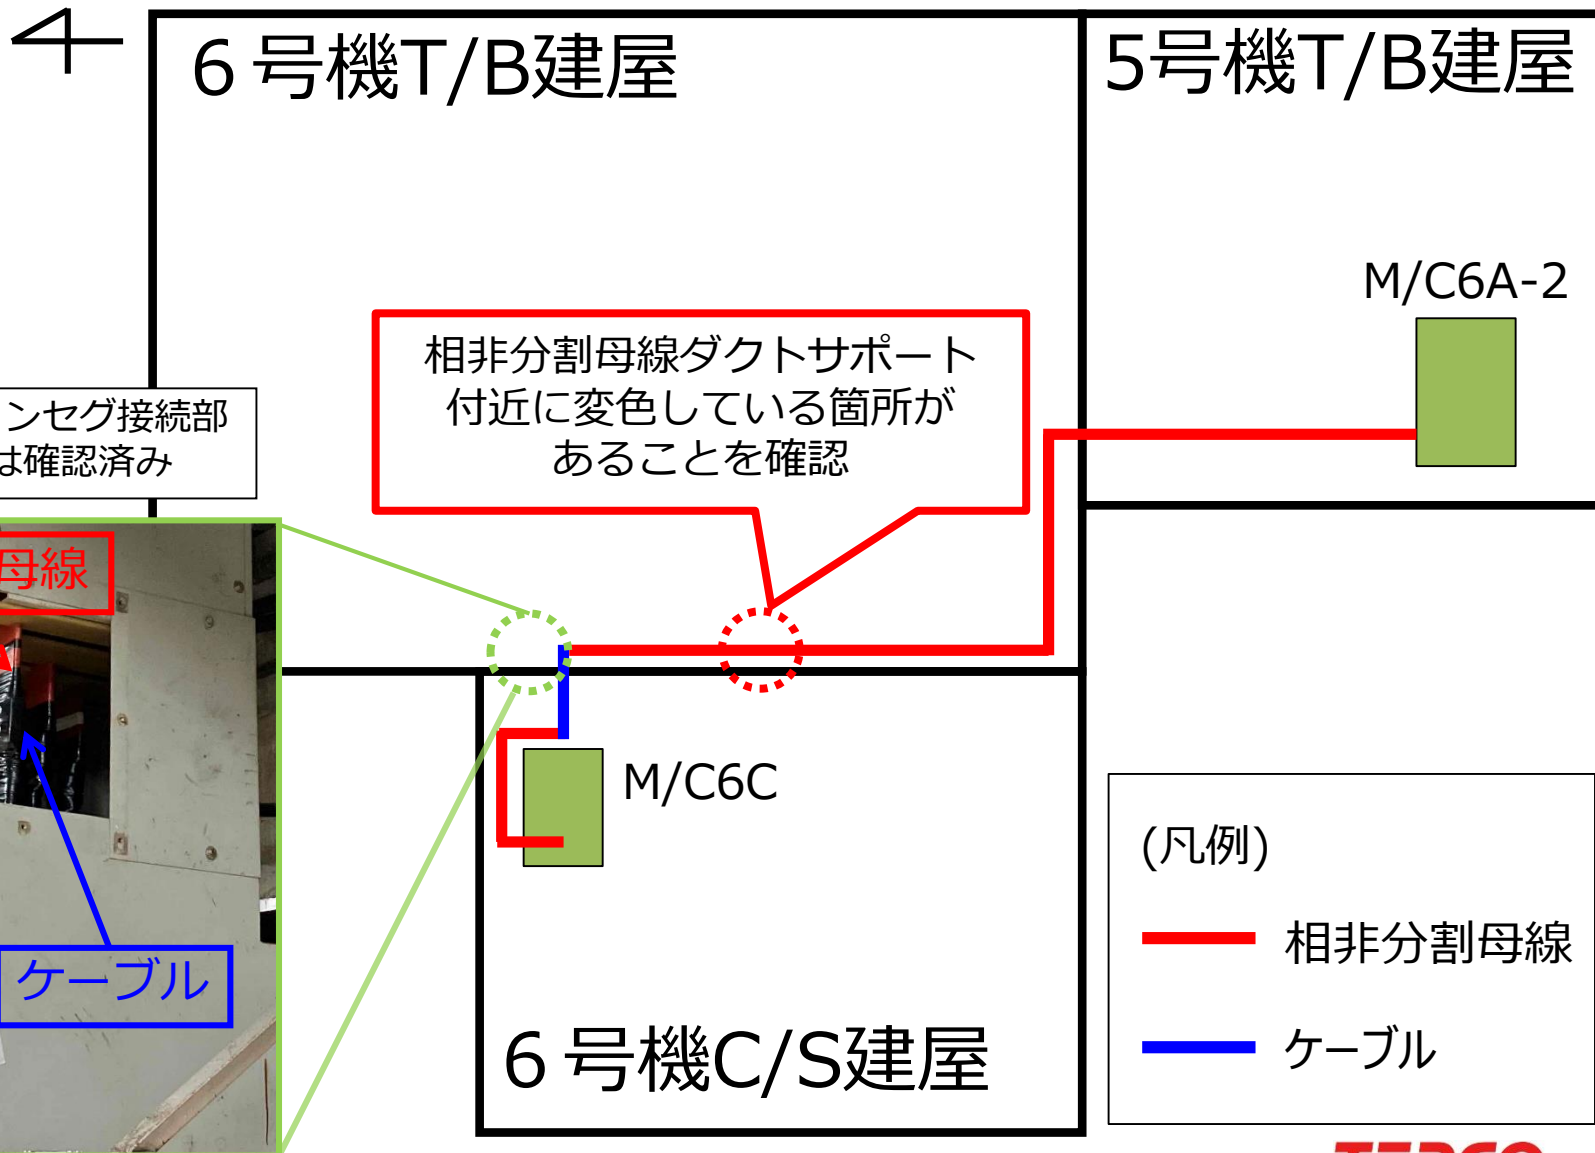 ６号機T/B建屋
5号機T/B建屋
M/C6A-2
相非分割母線ダクトサポート
付近に変色している箇所が
あることを確認
ンセグ接続部
は確認済み
母線
ケーブル
M/C6C
６号機C/S建屋
(凡例)
相非分割母線
ケーブル